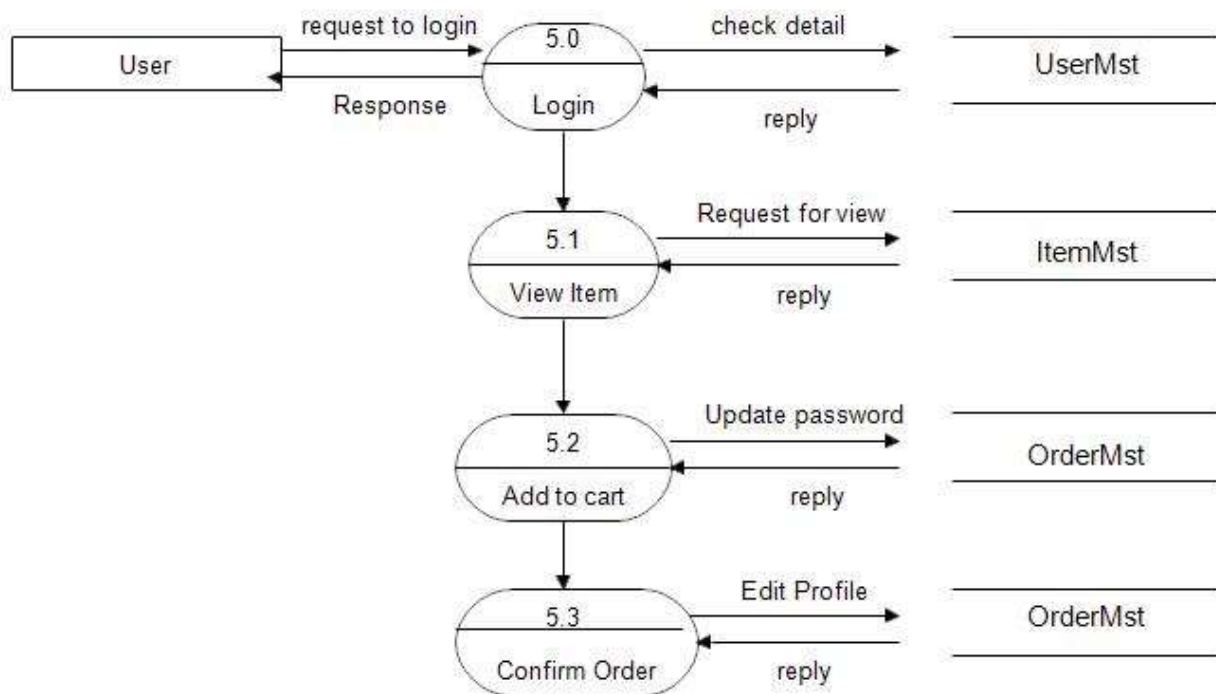 request to login
5.0
check detail
User
UserMst
Response
Login
reply
Request for view
5.1
ItemMst
View Item
reply
Update password
5.2
OrderMst
Add to cart
reply
Edit Profile
5.3
OrderMst
Confirm Order
reply